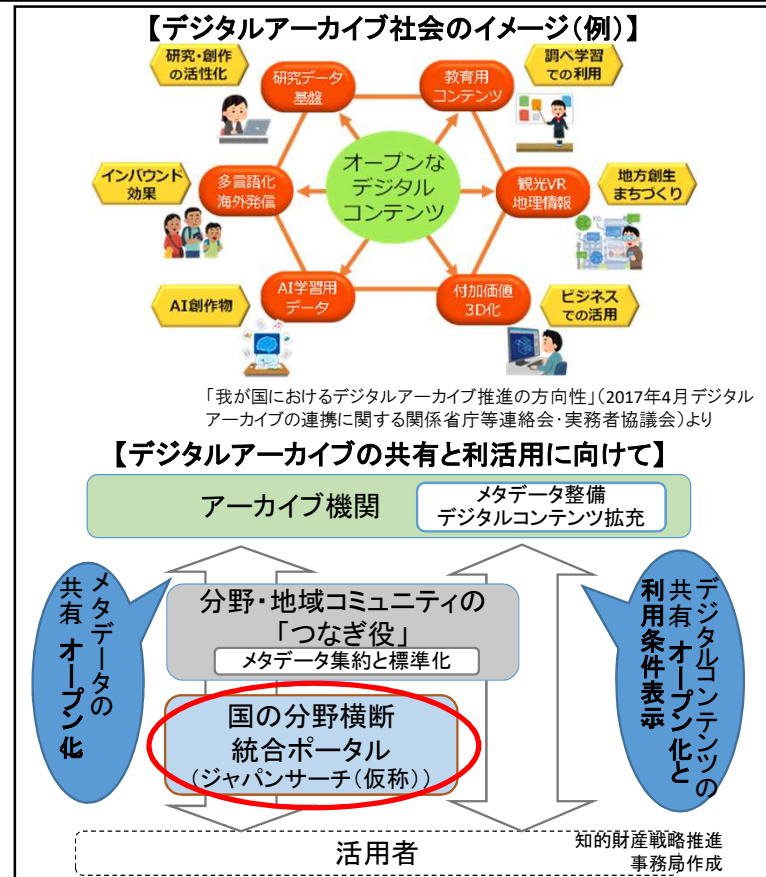 【デジタルアーカイブ社会のイメージ(例)】
研究・創作
の活性化
研究データ
基盤
教育用
コンテンツ
調べ学習
での利用
インバウンド
効果
多言語化
海外発信
オープンな
デジタル
コンテンツ
観光VR
地理情報
地方創生
まちづくり
AI創作物
AI学習用
データ
付加価値
3D化
ビジネス
での活用
「我が国におけるデジタルアーカイブ推進の方向性」(2017年4月デジタル
アーカイブの連携に関する関係省庁等連絡会・実務者協議会)より
【デジタルアーカイブの共有と利活用に向けて】
アーカイブ機関
メタデータ整備
デジタルコンテンツ拡充
メタデータの
共有、オープン化
分野・地域コミュニティの
「つなぎ役」
メタデータ集約と標準化
国の分野横断
統合ポータル
(ジャパンサーチ(仮称))
デジタルコンテンツの
共有、オープン化と
利用条件表示
活用者
知的財産戦略推進
事務局作成